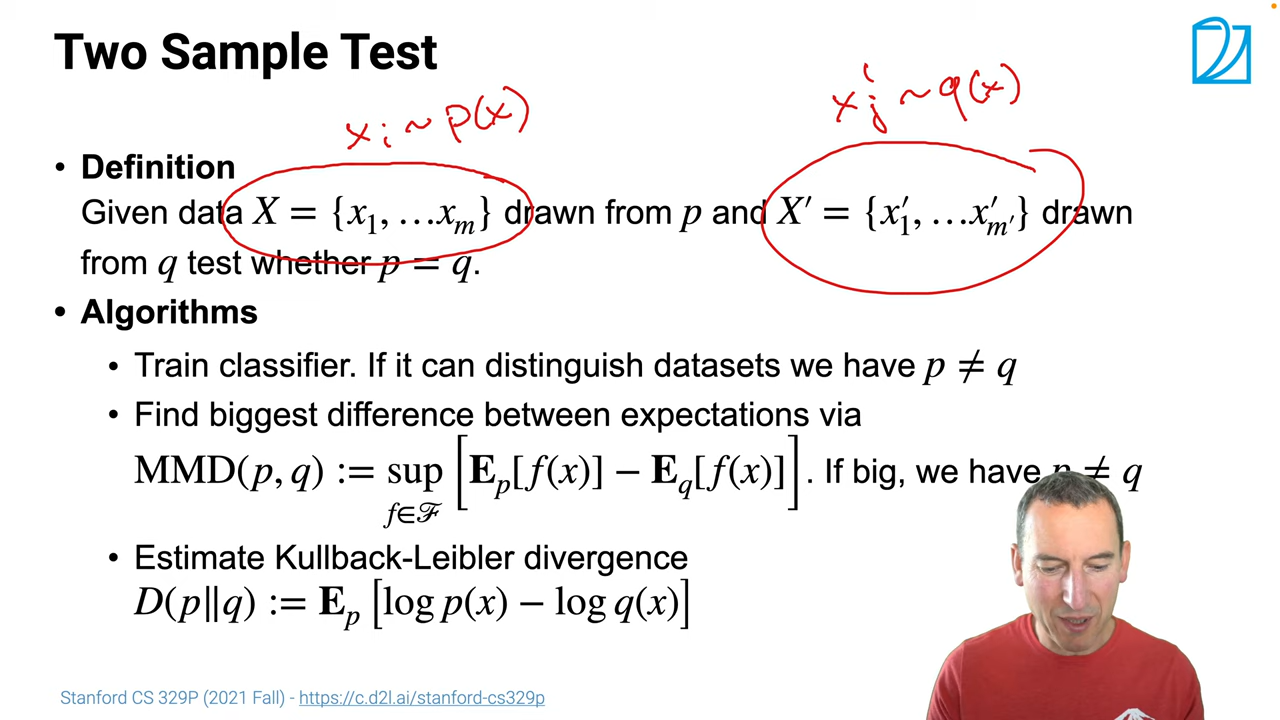 Two Sample Test
xi ~ p(x)
x'j ~ q(x)
• Definition
Given data X = {x₁, …xₘ} drawn from p and X′ = {x′₁, …x′ₘ′} drawn
from q test whether p = q.
• Algorithms
• Train classifier. If it can distinguish datasets we have p ≠ q
• Find biggest difference between expectations via
MMD(p, q) := sup [Eₚ[f(x)] − E_q[f(x)]] . If big, we have p ≠ q
f∈ℱ
• Estimate Kullback-Leibler divergence
D(p∥q) := Eₚ [log p(x) − log q(x)]
Stanford CS 329P (2021 Fall) - https://c.d2l.ai/stanford-cs329p